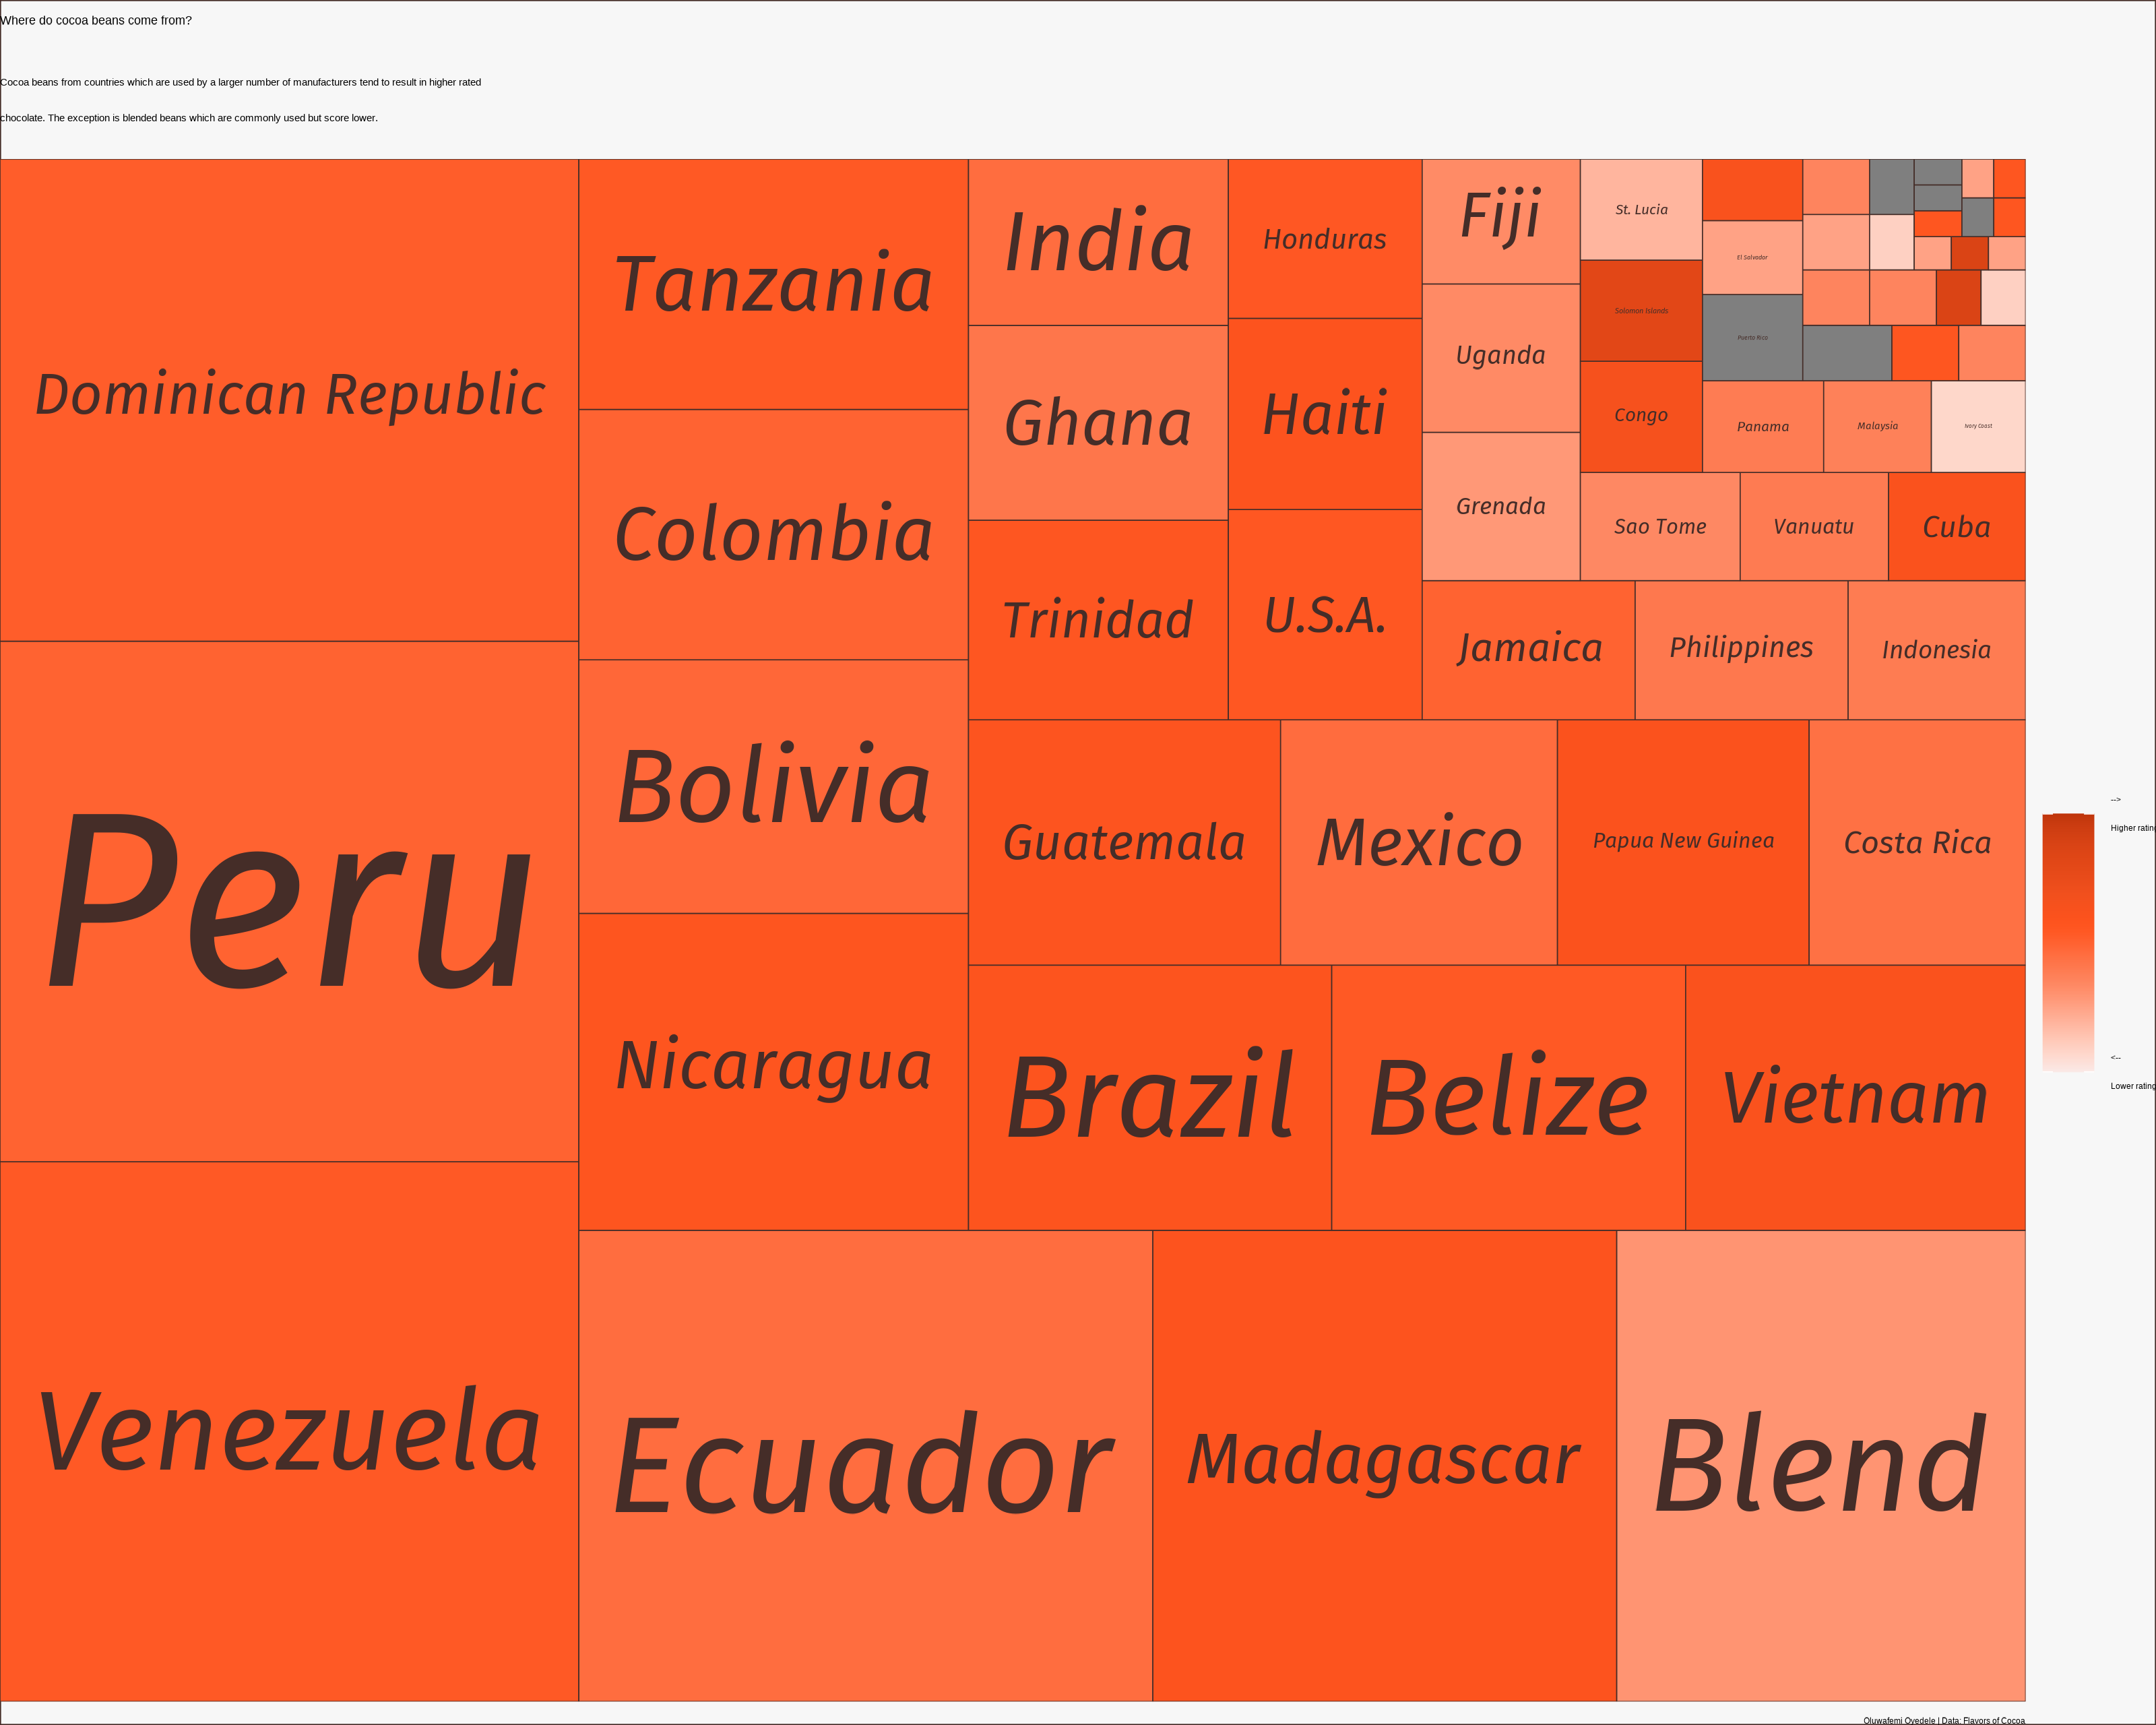 Where do cocoa beans come from?
Cocoa beans from countries which are used by a larger number of manufacturers tend to result in higher rated
chocolate. The exception is blended beans which are commonly used but score lower.
Dominican Republic
Peru
Venezuela
Tanzania
Colombia
Bolivia
Nicaragua
Ecuador
Madagascar
Blend
India
Ghana
Trinidad
Honduras
Haiti
U.S.A.
Guatemala
Mexico
Papua New Guinea
Costa Rica
Brazil
Belize
Vietnam
Fiji
Uganda
Grenada
Jamaica
Philippines
Indonesia
St. Lucia
Solomon Islands
Congo
Sao Tome
Vanuatu
Cuba
El Salvador
Puerto Rico
Panama
Malaysia
Ivory Coast
-->
Higher rating
<--
Lower rating
Oluwafemi Oyedele | Data: Flavors of Cocoa